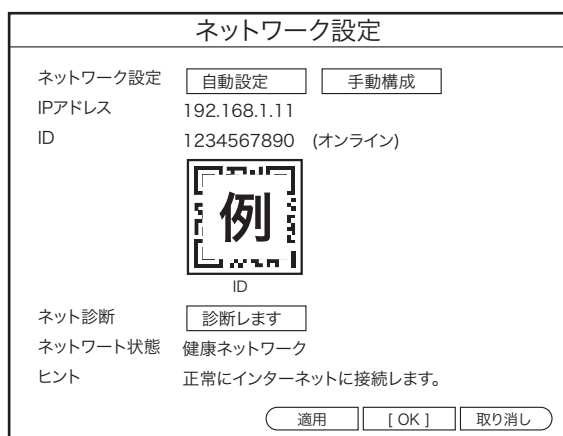 ネットワーク設定
ネットワーク設定 自動設定 手動構成
IPアドレス 192.168.1.11
ID 1234567890 (オンライン)
例
ID
ネット診断 診断します
ネットワート状態 健康ネットワーク
ヒント 正常にインターネットに接続します。
適用 [ OK ] 取り消し